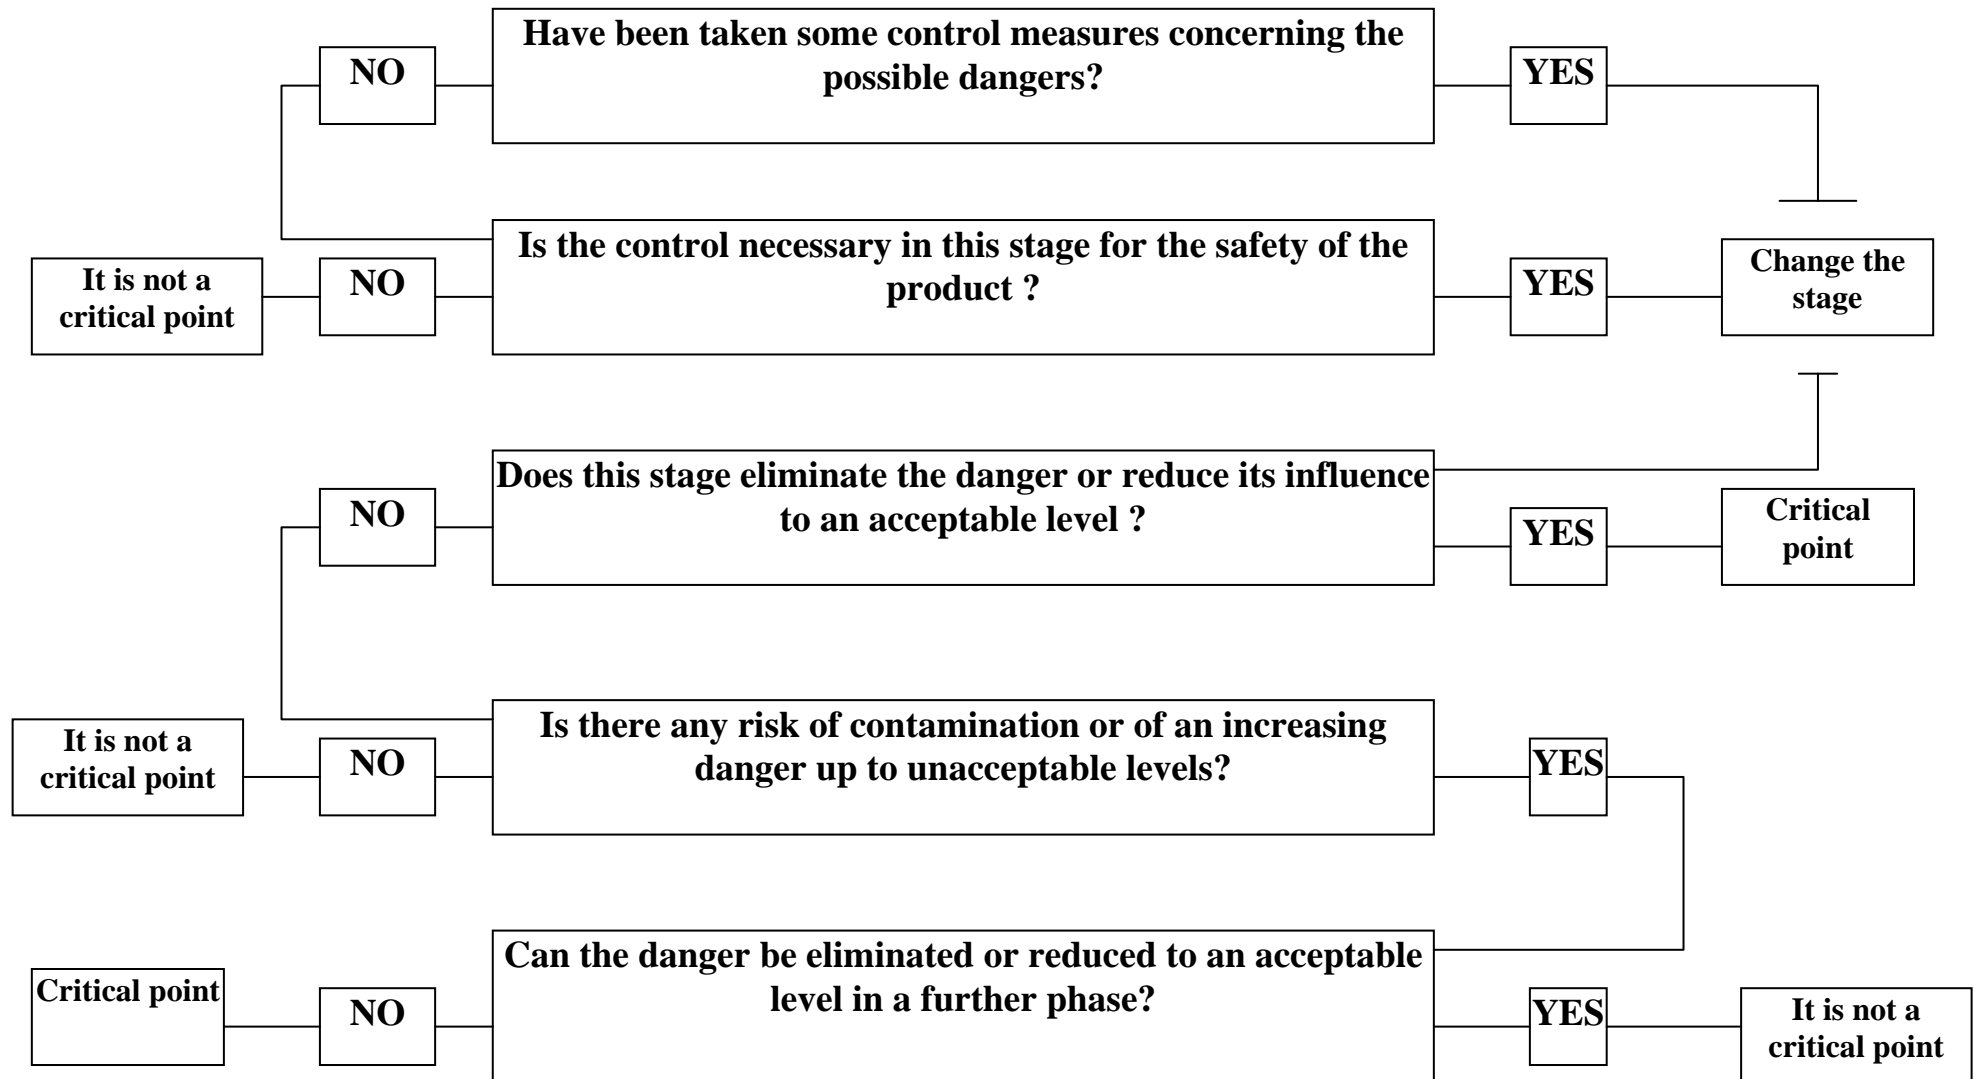 Have been taken some control measures concerning the
possible dangers?
NO
YES
Is the control necessary in this stage for the safety of the
product ?
It is not a
critical point
NO
YES
Change the
stage
Does this stage eliminate the danger or reduce its influence
to an acceptable level ?
NO
YES
Critical
point
Is there any risk of contamination or of an increasing
danger up to unacceptable levels?
It is not a
critical point
NO
YES
Can the danger be eliminated or reduced to an acceptable
level in a further phase?
Critical point
NO
YES
It is not a
critical point